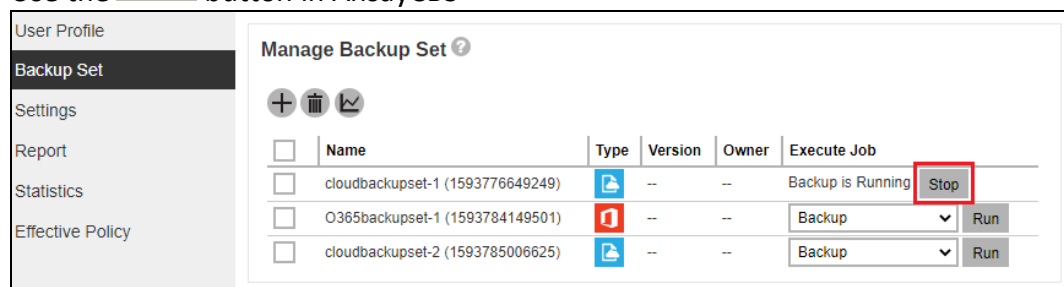 User Profile
Backup Set
Settings
Report
Statistics
Effective Policy
Manage Backup Set ?
Name Type Version Owner Execute Job
cloudbackupset-1 (1593776649249) -- -- Backup is Running Stop
O365backupset-1 (1593784149501) -- -- Backup Run
cloudbackupset-2 (1593785006625) -- -- Backup Run